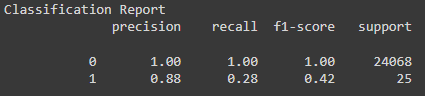 Classification Report
precision recall f1-score support
0 1.00 1.00 1.00 24068
1 0.88 0.28 0.42 25